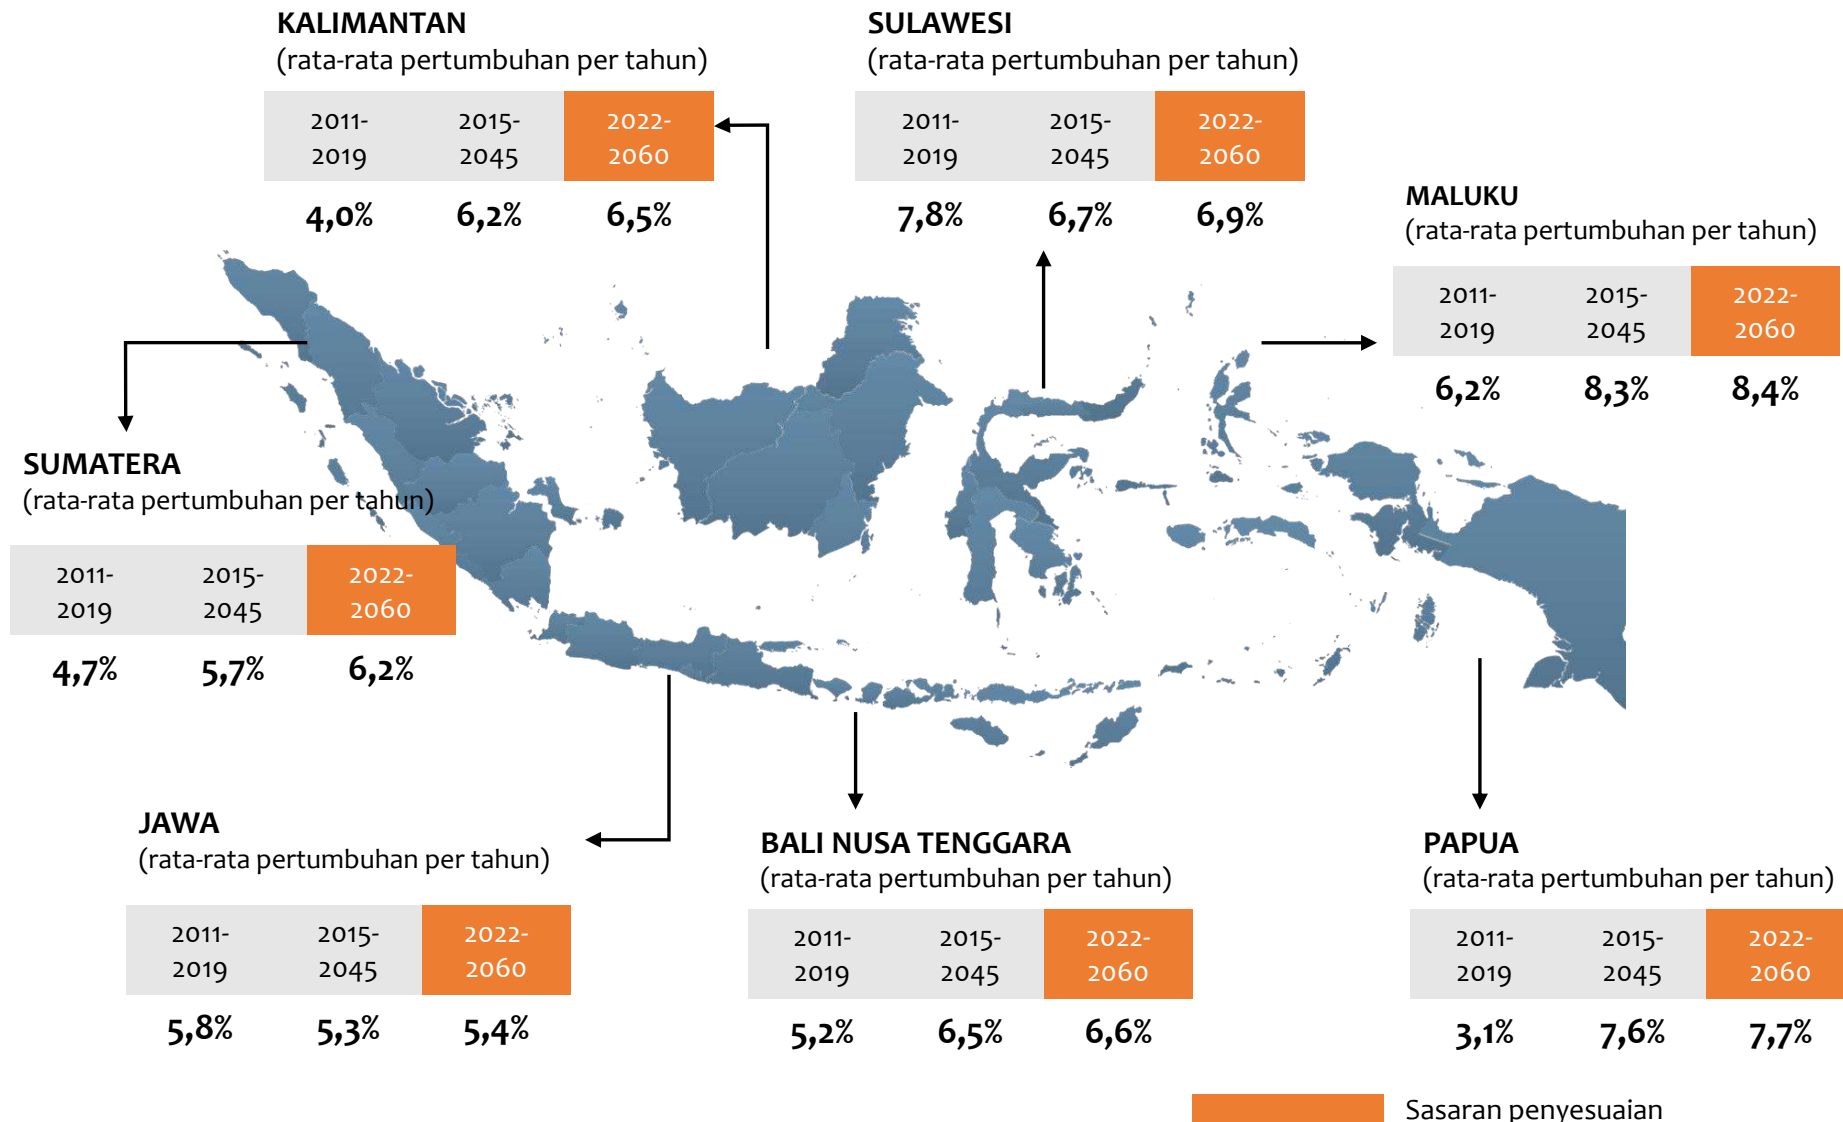 KALIMANTAN
(rata-rata pertumbuhan per tahun)
2011- 2015- 2022-
2019 2045 2060
4,0% 6,2% 6,5%
SULAWESI
(rata-rata pertumbuhan per tahun)
2011- 2015- 2022-
2019 2045 2060
7,8% 6,7% 6,9%
MALUKU
(rata-rata pertumbuhan per tahun)
2011- 2015- 2022-
2019 2045 2060
6,2% 8,3% 8,4%
SUMATERA
(rata-rata pertumbuhan per tahun)
2011- 2015- 2022-
2019 2045 2060
4,7% 5,7% 6,2%
JAWA
(rata-rata pertumbuhan per tahun)
2011- 2015- 2022-
2019 2045 2060
5,8% 5,3% 5,4%
BALI NUSA TENGGARA
(rata-rata pertumbuhan per tahun)
2011- 2015- 2022-
2019 2045 2060
5,2% 6,5% 6,6%
PAPUA
(rata-rata pertumbuhan per tahun)
2011- 2015- 2022-
2019 2045 2060
3,1% 7,6% 7,7%
Sasaran penyesuaian